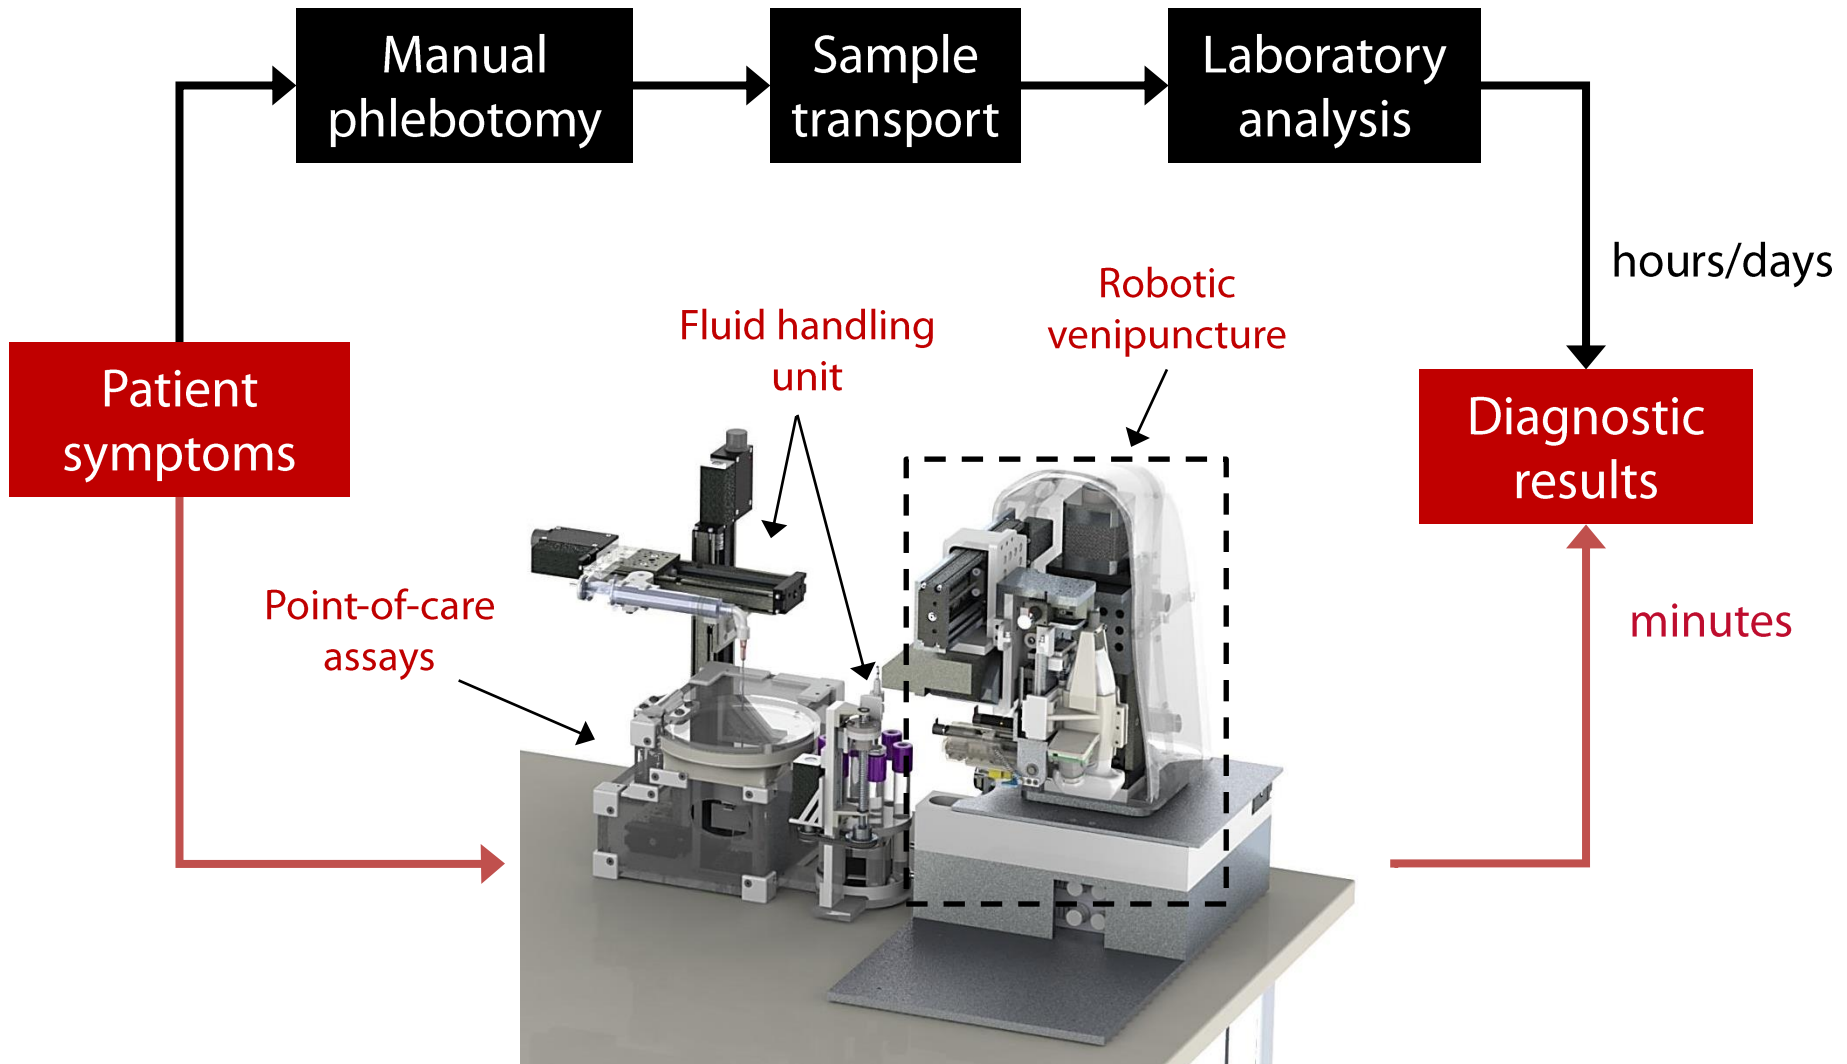 Manual
phlebotomy
Sample
transport
Laboratory
analysis
hours/days
Robotic
venipuncture
Fluid handling
unit
Patient
symptoms
Diagnostic
results
Point-of-care
assays
minutes